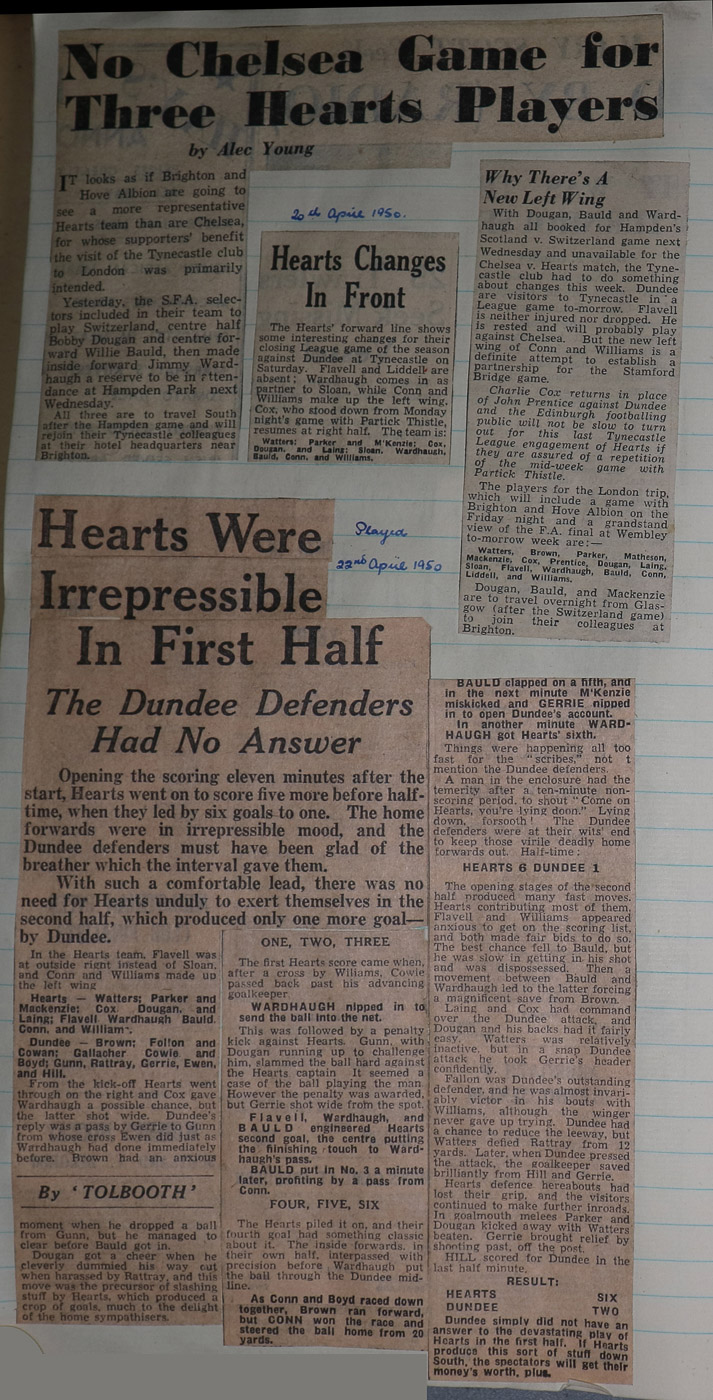 No Chelsea Game for
Three Hearts Players
by Alec Young
IT looks as if Brighton and
Hove Albion are going to
see a more representative
Hearts team than are Chelsea,
for whose supporters' benefit
the visit of the Tynecastle club
to London was primarily
intended.
Yesterday, the S.F.A. selec-
tors included in their team to
play Switzerland, centre half
Bobby Dougan and centre for-
ward Willie Bauld, then made
inside forward Jimmy Ward-
haugh a reserve to be in atten-
dance at Hampden Park next
Wednesday.
All three are to travel South
after the Hampden game and will
rejoin their Tynecastle colleagues
at their hotel headquarters near
Brighton.
20th April 1950.
Hearts Changes
In Front
The Hearts' forward line shows
some interesting changes for their
closing League game of the season
against Dundee at Tynecastle on
Saturday. Flavell and Liddell are
absent; Wardhaugh comes in as
partner to Sloan, while Conn and
Williams make up the left wing.
Cox, who stood down from Monday
night's game with Partick Thistle,
resumes at right half. The team is:
Watters; Parker and M'Kenzie; Cox,
Dougan, and Laing; Sloan, Wardhaugh,
Bauld, Conn, and Williams.
Why There's A
New Left Wing
With Dougan, Bauld and Ward-
haugh all booked for Hampden's
Scotland v. Switzerland game next
Wednesday and unavailable for the
Chelsea v. Hearts match, the Tyne-
castle club had to do something
about changes this week. Dundee
are visitors to Tynecastle in a
League game to-morrow. Flavell
is neither injured nor dropped. He
is rested and will probably play
against Chelsea. But the new left
wing of Conn and Williams is a
definite attempt to establish a
partnership for the Stamford
Bridge game.
Charlie Cox returns in place
of John Prentice against Dundee
and the Edinburgh footballing
public will not be slow to turn
out for this last Tynecastle
League engagement of Hearts if
they are assured of a repetition
of the mid-week game with
Partick Thistle.
The players for the London trip,
which will include a game with
Brighton and Hove Albion on the
Friday night and a grandstand
view of the F.A. final at Wembley
to-morrow week are:—
Watters, Brown, Parker, Matheson,
Mackenzie, Cox, Prentice, Dougan, Laing,
Sloan, Flavell, Wardhaugh, Bauld, Conn,
Liddell, and Williams.
Dougan, Bauld, and Mackenzie
are to travel overnight from Glas-
gow (after the Switzerland game)
to join their colleagues at
Brighton.
Played
22nd April 1950
Hearts Were
Irrepressible
In First Half
The Dundee Defenders
Had No Answer
Opening the scoring eleven minutes after the
start, Hearts went on to score five more before half-
time, when they led by six goals to one. The home
forwards were in irrepressible mood, and the
Dundee defenders must have been glad of the
breather which the interval gave them.
With such a comfortable lead, there was no
need for Hearts unduly to exert themselves in the
second half, which produced only one more goal—
by Dundee.
In the Hearts team, Flavell was
at outside right instead of Sloan,
and Conn and Williams made up
the left wing
Hearts — Watters; Parker and
Mackenzie; Cox Dougan, and
Laing; Flavell Wardhaugh Bauld.
Conn, and Williams.
Dundee — Brown; Follon and
Cowan; Gallacher Cowie and
Boyd; Gunn, Rattray, Gerrie, Ewen,
and Hill.
From the kick-off Hearts went
through on the right and Cox gave
Wardhaugh a possible chance, but
the latter shot wide. Dundee's
reply was a pass by Gerrie to Gunn
from whose cross Ewen did just as
Wardhaugh had done immediately
before. Brown had an anxious
By 'TOLBOOTH'
moment when he dropped a ball
from Gunn, but he managed to
clear before Bauld got in.
Dougan got a cheer when he
cleverly dummied his way out
when harassed by Rattray, and this
move was the precursor of slashing
stuff by Hearts, which produced a
crop of goals, much to the delight
of the home sympathisers.
ONE, TWO, THREE
The first Hearts score came when,
after a cross by Wiliams, Cowie
passed back past his advancing
goalkeeper
WARDHAUGH nipped in to
send the ball into the net.
This was followed by a penalty
kick against Hearts. Gunn, with
Dougan running up to challenge
him, slammed the ball hard against
the Hearts captain It seemed a
case of the ball playing the man
However the penalty was awarded,
but Gerrie shot wide from the spot.
Flavell, Wardhaugh, and
BAULD engineered Hearts
second goal, the centre putting
the finishing touch to Ward-
haugh's pass.
BAULD put in No. 3 a minute
later, profiting by a pass from
Conn.
FOUR, FIVE, SIX
The Hearts piled it on, and their
fourth goal had something classic
about it. The inside forwards, in
their own half, interpassed with
precision before Wardhaugh put
the ball through the Dundee mid-
line.
As Conn and Boyd raced down
together, Brown ran forward,
but CONN won the race and
steered the ball home from 20
yards.
BAULD clapped on a fifth, and
in the next minute M'Kenzie
miskicked and GERRIE nipped
in to open Dundee's account.
In another minute WARD-
HAUGH got Hearts' sixth.
Things were happening all too
fast for the "scribes," not t
mention the Dundee defenders.
A man in the enclosure had the
temerity after a ten-minute non-
scoring period, to shout "Come on
Hearts, you're lying doon." Lying
down, forsooth! The Dundee
defenders were at their wits' end
to keep those virile deadly home
forwards out. Half-time:
HEARTS 6 DUNDEE 1
The opening stages of the second
half produced many fast moves.
Hearts contributing most of them.
Flavell and Williams appeared
anxious to get on the scoring list,
and both made fair bids to do so.
The best chance fell to Bauld, but
he was slow in getting in his shot
and was dispossessed. Then a
movement between Bauld and
Wardhaugh led to the latter forcing
a magnificent save from Brown.
Laing and Cox had command
over the Dundee attack, and
Dougan and his backs had it fairly
easy. Watters was relatively
inactive, but in a snap Dundee
attack he took Gerrie's header
confidently.
Fallon was Dundee's outstanding
defender, and he was almost invari-
ably victor in his bouts with
Williams, although the winger
never gave up trying. Dundee had
a chance to reduce the leeway, but
Watters defied Rattray from 12
yards. Later, when Dundee pressed
the attack, the goalkeeper saved
brilliantly from Hill and Gerrie.
Hearts defence hereabouts had
lost their grip, and the visitors
continued to make further inroads.
In goalmouth melees Parker and
Dougan kicked away with Watters
beaten. Gerrie brought relief by
shooting past, off the post.
HILL scored for Dundee in the
last half minute.
RESULT:
HEARTS SIX
DUNDEE TWO
Dundee simply did not have an
answer to the devastating play of
Hearts in the first half. If Hearts
produce this sort of stuff down
South, the spectators will get their
money's worth, plus.